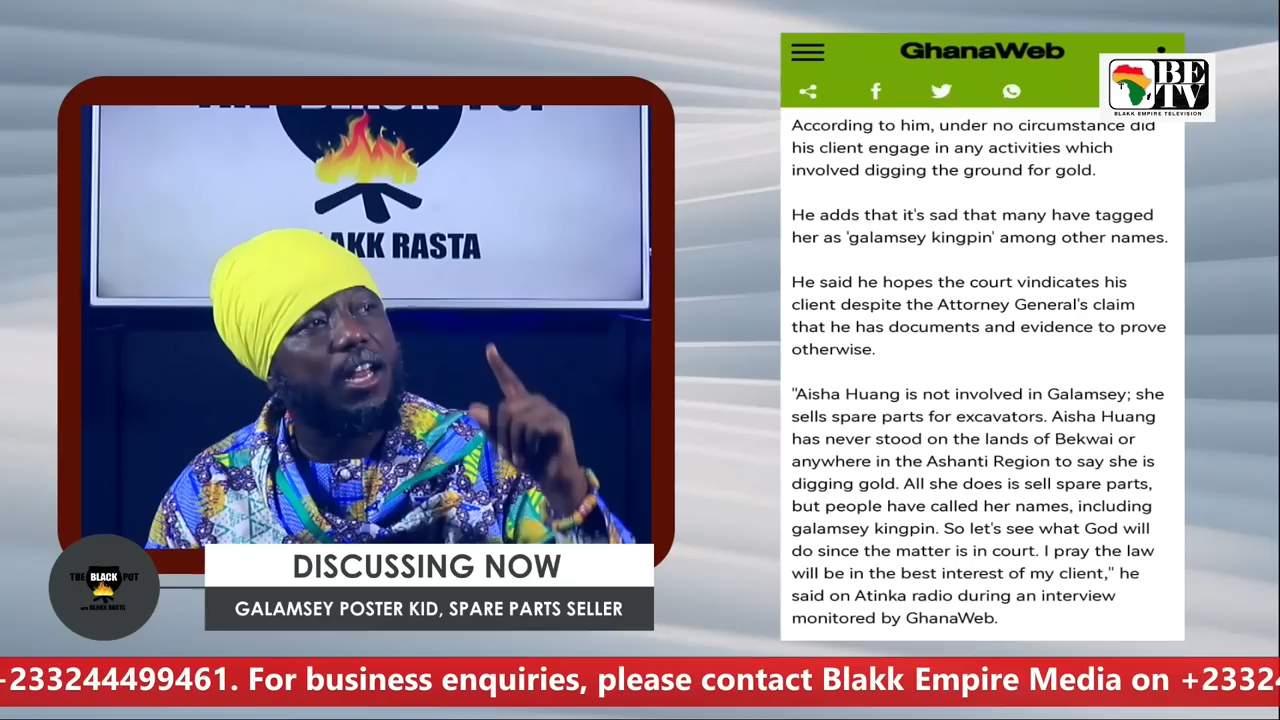 THE BLACK POT
BLAKK RASTA
DISCUSSING NOW
GALAMSEY POSTER KID, SPARE PARTS SELLER
THE BLACK POT
with BLAKK RASTA
GhanaWeb
BE
TV
BLAKK EMPIRE TELEVISION
According to him, under no circumstance did
his client engage in any activities which
involved digging the ground for gold.
He adds that it's sad that many have tagged
her as 'galamsey kingpin' among other names.
He said he hopes the court vindicates his
client despite the Attorney General's claim
that he has documents and evidence to prove
otherwise.
"Aisha Huang is not involved in Galamsey; she
sells spare parts for excavators. Aisha Huang
has never stood on the lands of Bekwai or
anywhere in the Ashanti Region to say she is
digging gold. All she does is sell spare parts,
but people have called her names, including
galamsey kingpin. So let's see what God will
do since the matter is in court. I pray the law
will be in the best interest of my client," he
said on Atinka radio during an interview
monitored by GhanaWeb.
+233244499461. For business enquiries, please contact Blakk Empire Media on +23324